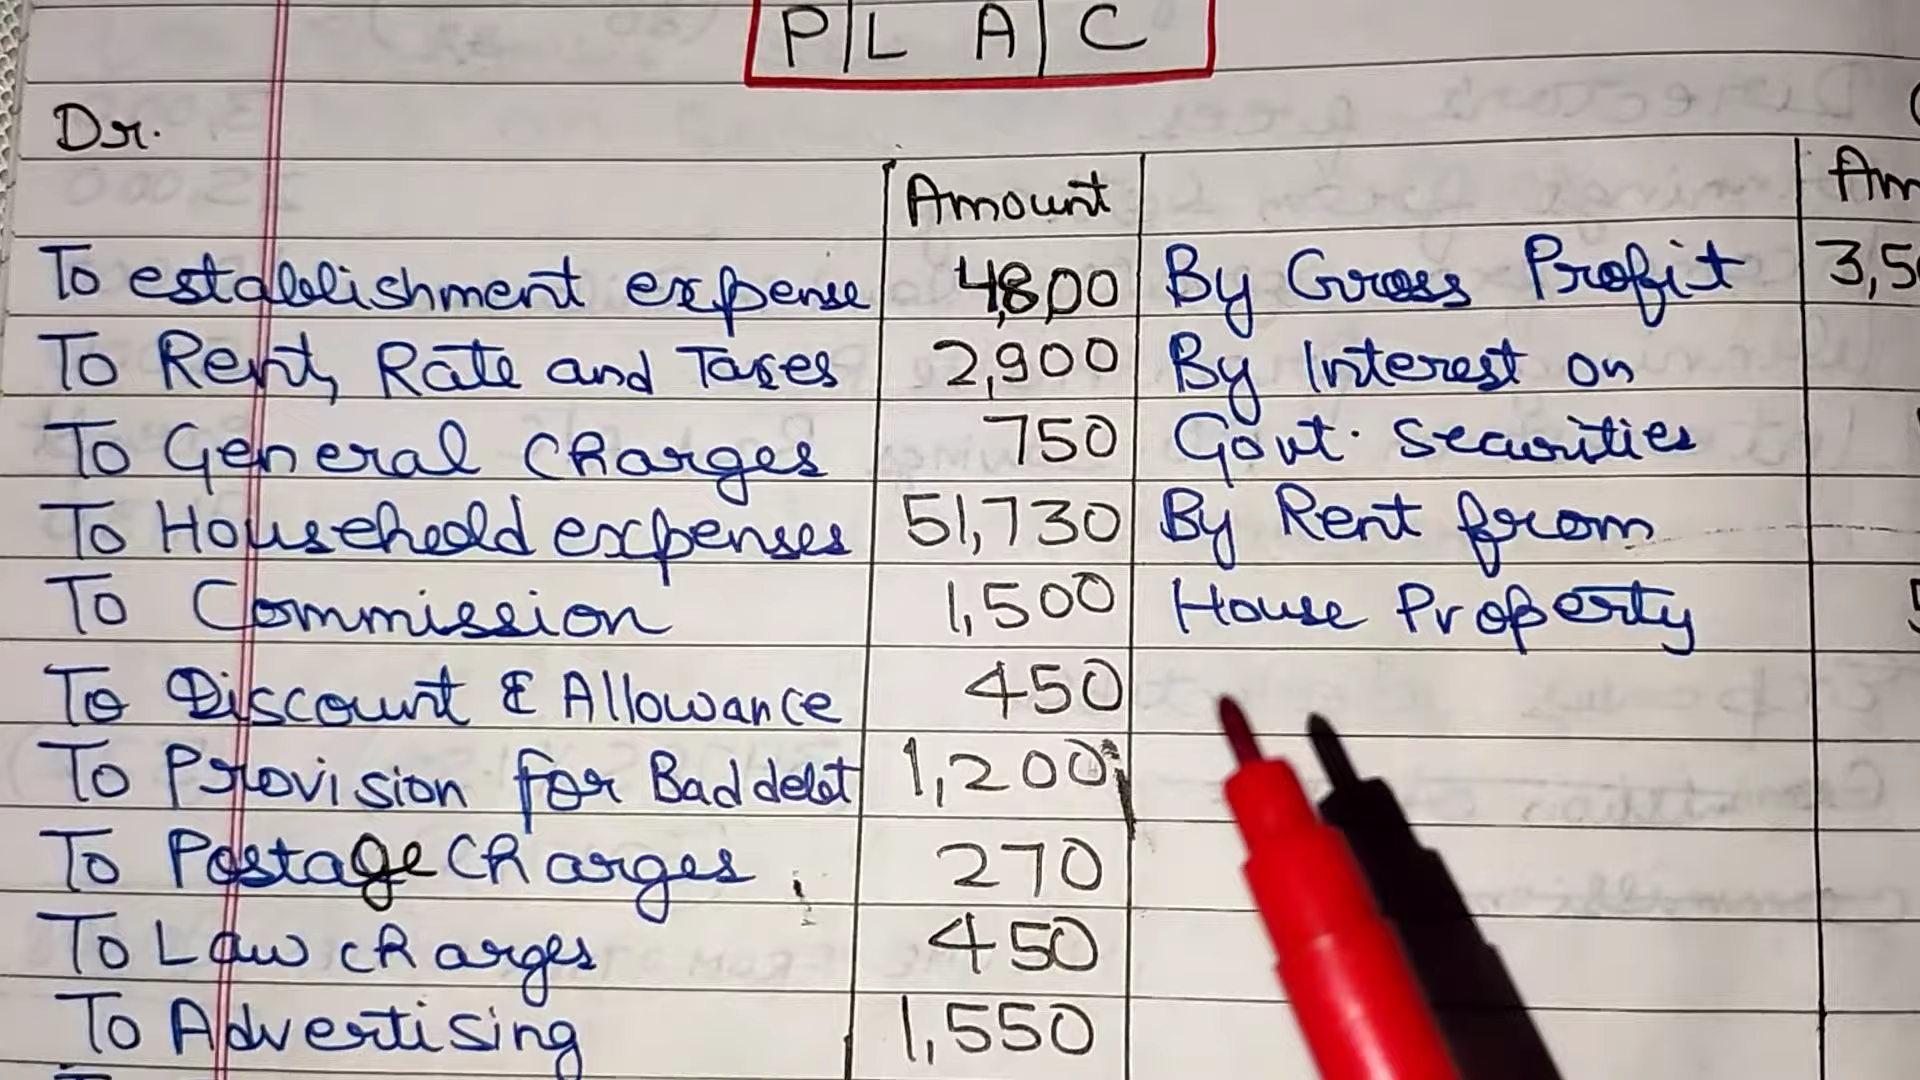 P|L A|C
Dr.
Amount
To establishment expense 4,800 By Gross Profit
To Rent, Rate and Taxes 2,900 By Interest on
To General Charges 750 Govt. Securities
To Household expenses 51,730 By Rent from
To Commission 1,500 House Property
To Discount & Allowance 450
To Provision for Bad debt 1,200
To Postage Charges 270
To Law charges 450
To Advertising 1,550